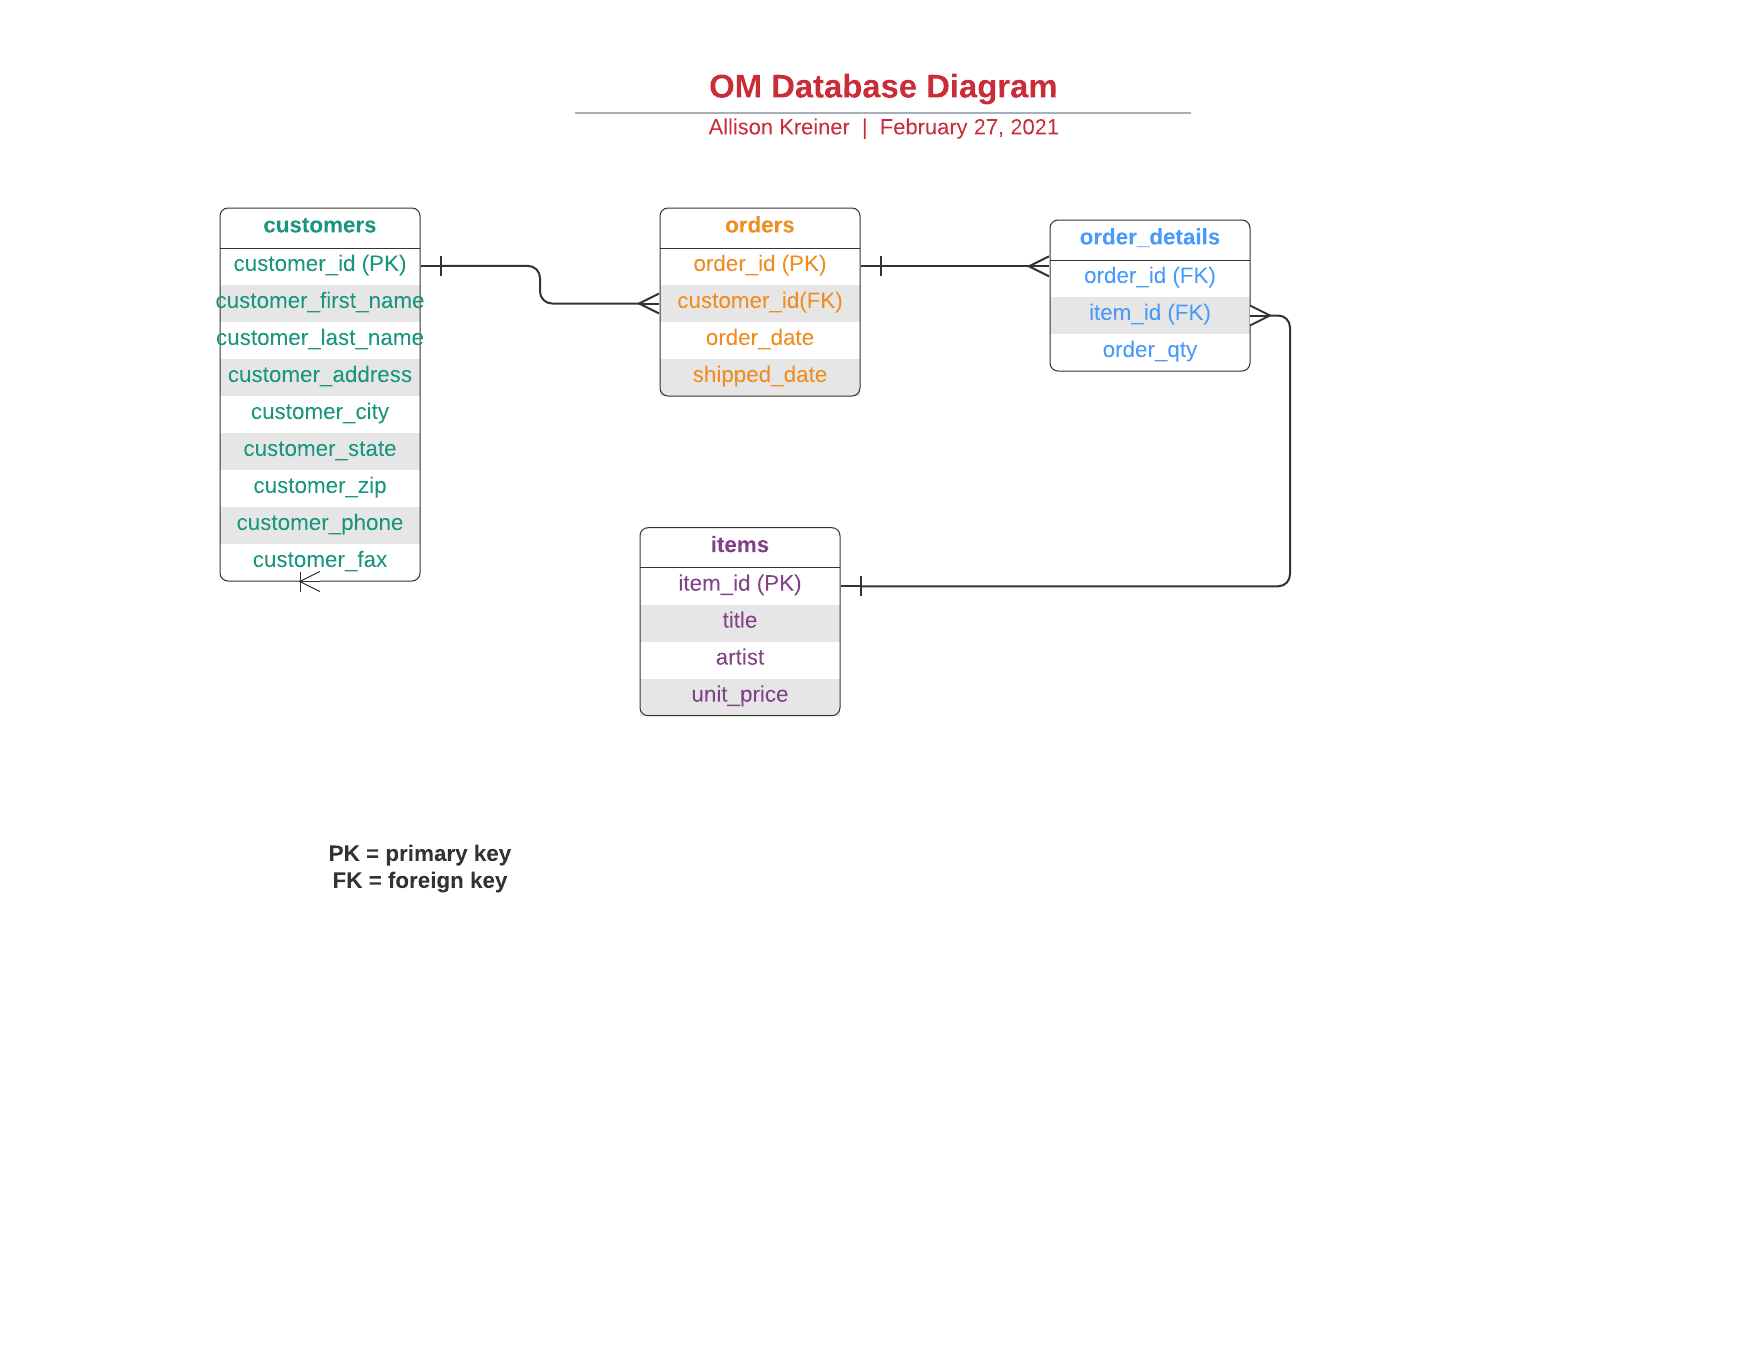 OM Database Diagram
Allison Kreiner | February 27, 2021
customers
customer_id (PK)
customer_first_name
customer_last_name
customer_address
customer_city
customer_state
customer_zip
customer_phone
customer_fax
orders
order_id (PK)
customer_id(FK)
order_date
shipped_date
order_details
order_id (FK)
item_id (FK)
order_qty
items
item_id (PK)
title
artist
unit_price
PK = primary key
FK = foreign key